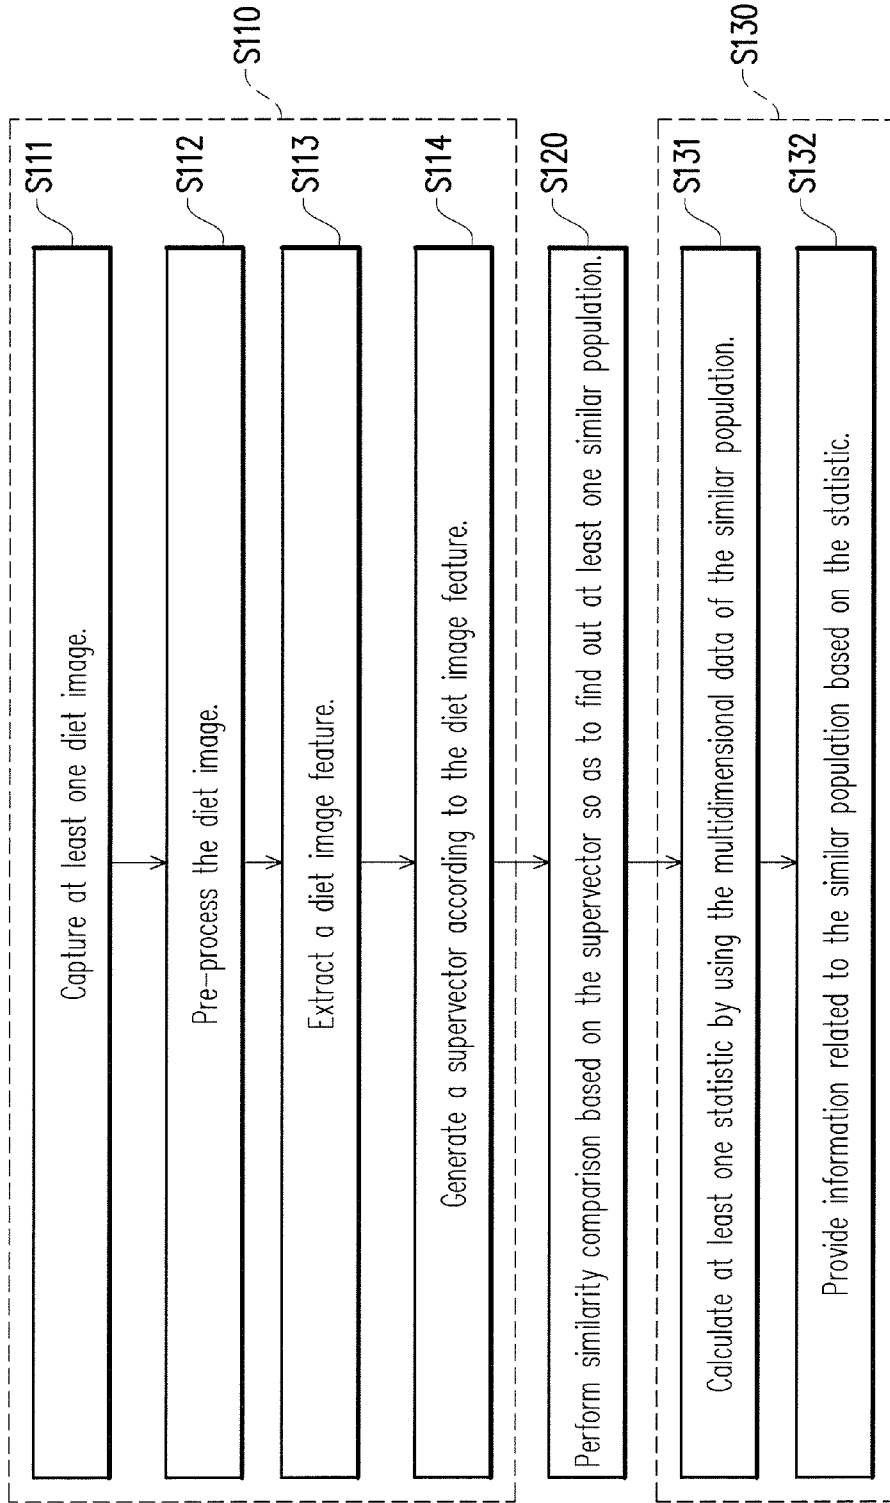 S110
S111
Capture at least one diet image.
S112
Pre-process the diet image.
S113
Extract a diet image feature.
S114
Generate a supervector according to the diet image feature.
S120
Perform similarity comparison based on the supervector so as to find out at least one similar population.
S130
S131
Calculate at least one statistic by using the multidimensional data of the similar population.
S132
Provide information related to the similar population based on the statistic.